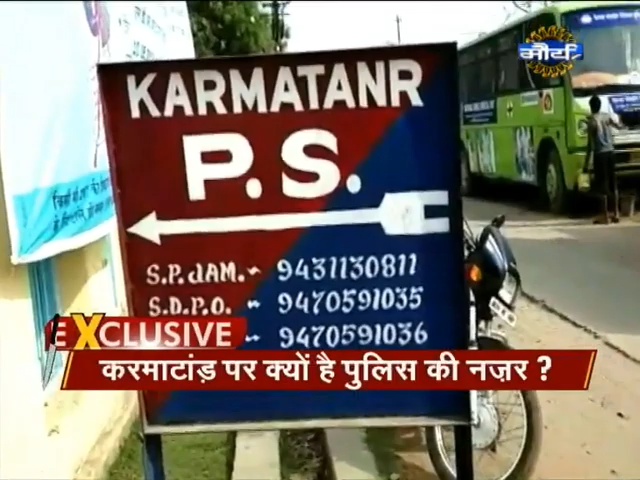 मौर्य
KARMATANR
P.S.
S.P.JAM.~ 9431130811
S.D.P.O. ~ 9470591035
~ 9470591036
EXCLUSIVE
करमाटांड़ पर क्यों है पुलिस की नज़र ?